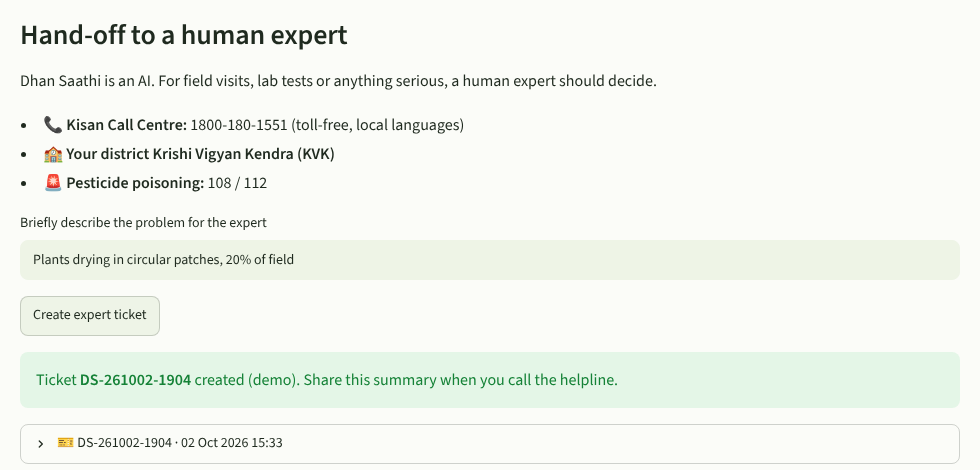 Hand-off to a human expert
Dhan Saathi is an AI. For field visits, lab tests or anything serious, a human expert should decide.
• 📞 Kisan Call Centre: 1800-180-1551 (toll-free, local languages)
• 🏫 Your district Krishi Vigyan Kendra (KVK)
• 🚨 Pesticide poisoning: 108 / 112
Briefly describe the problem for the expert
Plants drying in circular patches, 20% of field
Create expert ticket
Ticket DS-261002-1904 created (demo). Share this summary when you call the helpline.
🎫 DS-261002-1904 · 02 Oct 2026 15:33